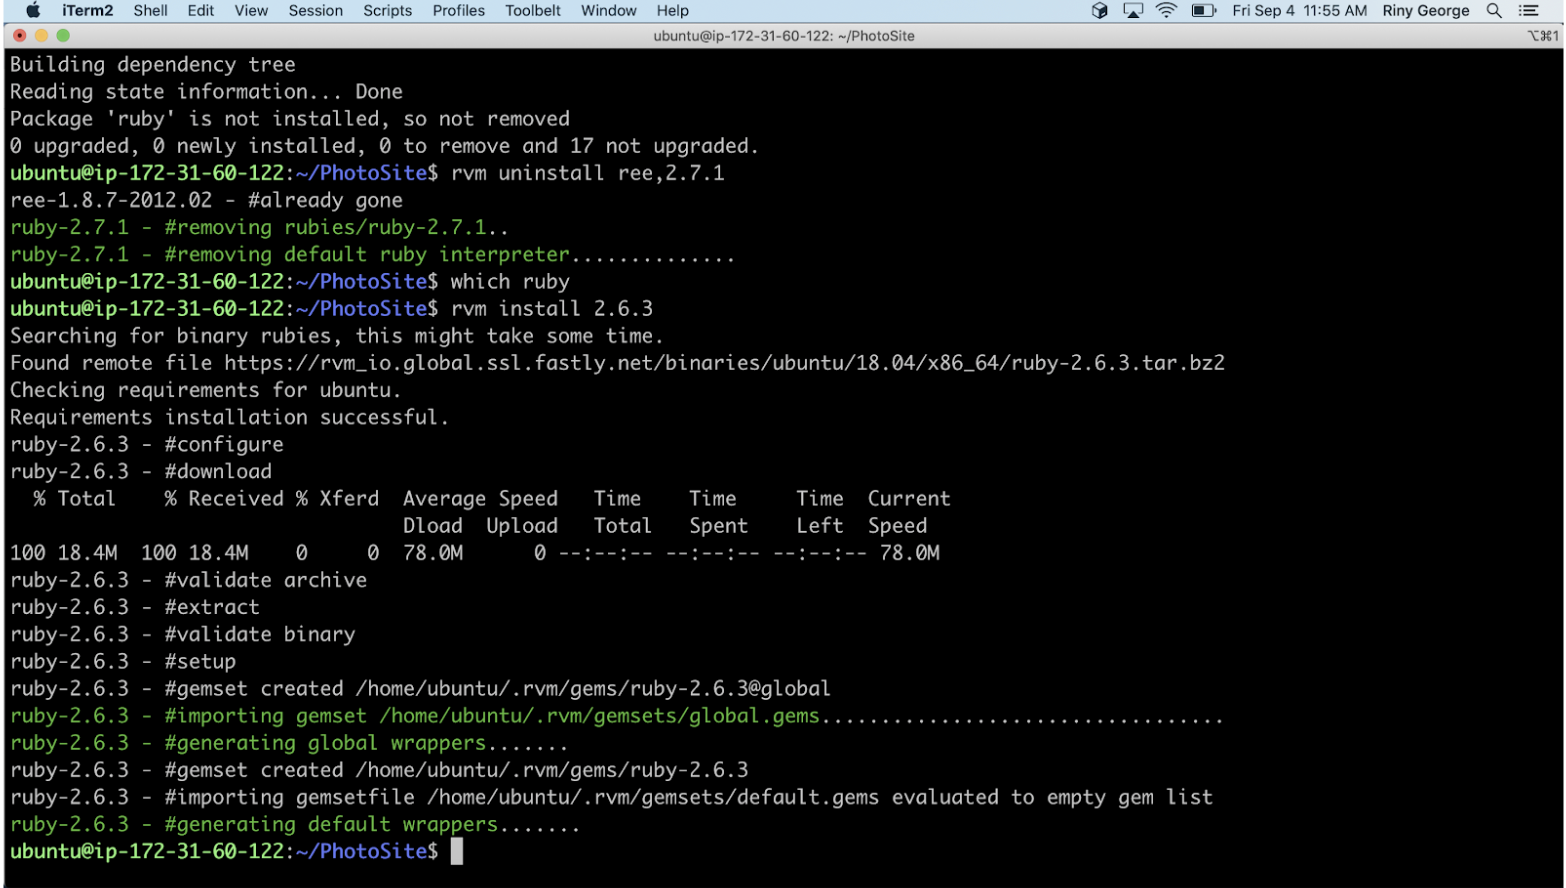 iTerm2 Shell Edit View Session Scripts Profiles Toolbelt Window Help Fri Sep 4 11:55 AM Riny George
ubuntu@ip-172-31-60-122: ~/PhotoSite ⌥⌘1
Building dependency tree
Reading state information... Done
Package 'ruby' is not installed, so not removed
0 upgraded, 0 newly installed, 0 to remove and 17 not upgraded.
ubuntu@ip-172-31-60-122:~/PhotoSite$ rvm uninstall ree,2.7.1
ree-1.8.7-2012.02 - #already gone
ruby-2.7.1 - #removing rubies/ruby-2.7.1..
ruby-2.7.1 - #removing default ruby interpreter..............
ubuntu@ip-172-31-60-122:~/PhotoSite$ which ruby
ubuntu@ip-172-31-60-122:~/PhotoSite$ rvm install 2.6.3
Searching for binary rubies, this might take some time.
Found remote file https://rvm_io.global.ssl.fastly.net/binaries/ubuntu/18.04/x86_64/ruby-2.6.3.tar.bz2
Checking requirements for ubuntu.
Requirements installation successful.
ruby-2.6.3 - #configure
ruby-2.6.3 - #download
  % Total    % Received % Xferd  Average Speed   Time    Time     Time  Current
                                 Dload  Upload   Total   Spent    Left  Speed
100 18.4M  100 18.4M    0     0  78.0M      0 --:--:-- --:--:-- --:--:-- 78.0M
ruby-2.6.3 - #validate archive
ruby-2.6.3 - #extract
ruby-2.6.3 - #validate binary
ruby-2.6.3 - #setup
ruby-2.6.3 - #gemset created /home/ubuntu/.rvm/gems/ruby-2.6.3@global
ruby-2.6.3 - #importing gemset /home/ubuntu/.rvm/gemsets/global.gems..................................
ruby-2.6.3 - #generating global wrappers.......
ruby-2.6.3 - #gemset created /home/ubuntu/.rvm/gems/ruby-2.6.3
ruby-2.6.3 - #importing gemsetfile /home/ubuntu/.rvm/gemsets/default.gems evaluated to empty gem list
ruby-2.6.3 - #generating default wrappers.......
ubuntu@ip-172-31-60-122:~/PhotoSite$